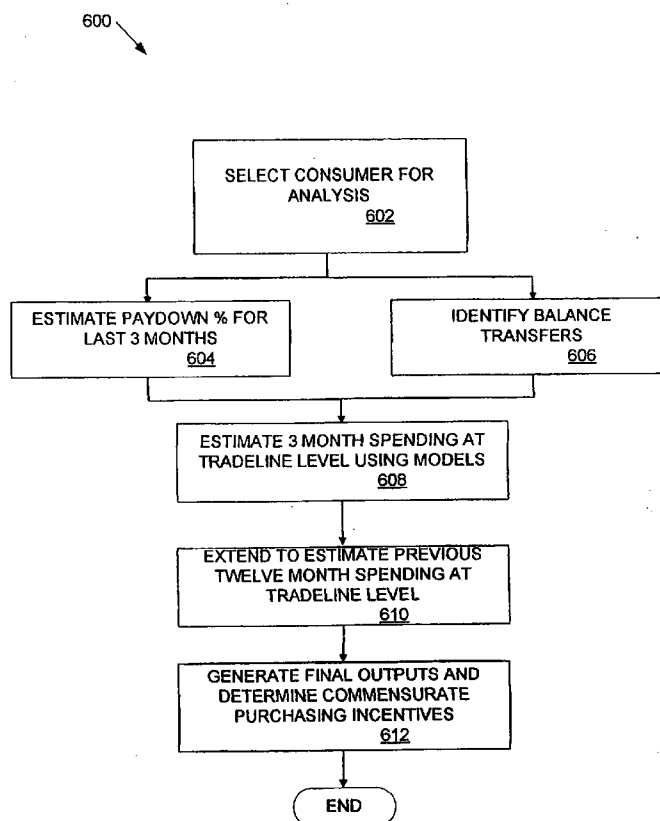 600
SELECT CONSUMER FOR
ANALYSIS
602
ESTIMATE PAYDOWN % FOR
LAST 3 MONTHS
604
IDENTIFY BALANCE
TRANSFERS
606
ESTIMATE 3 MONTH SPENDING AT
TRADELINE LEVEL USING MODELS
608
EXTEND TO ESTIMATE PREVIOUS
TWELVE MONTH SPENDING AT
TRADELINE LEVEL
610
GENERATE FINAL OUTPUTS AND
DETERMINE COMMENSURATE
PURCHASING INCENTIVES
612
END